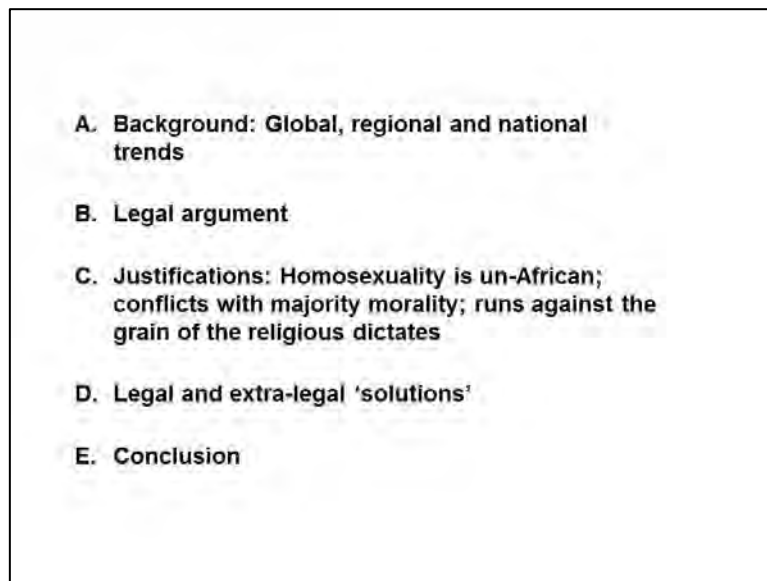 A. Background: Global, regional and national
trends
B. Legal argument
C. Justifications: Homosexuality is un-African;
conflicts with majority morality; runs against the
grain of the religious dictates
D. Legal and extra-legal ‘solutions’
E. Conclusion